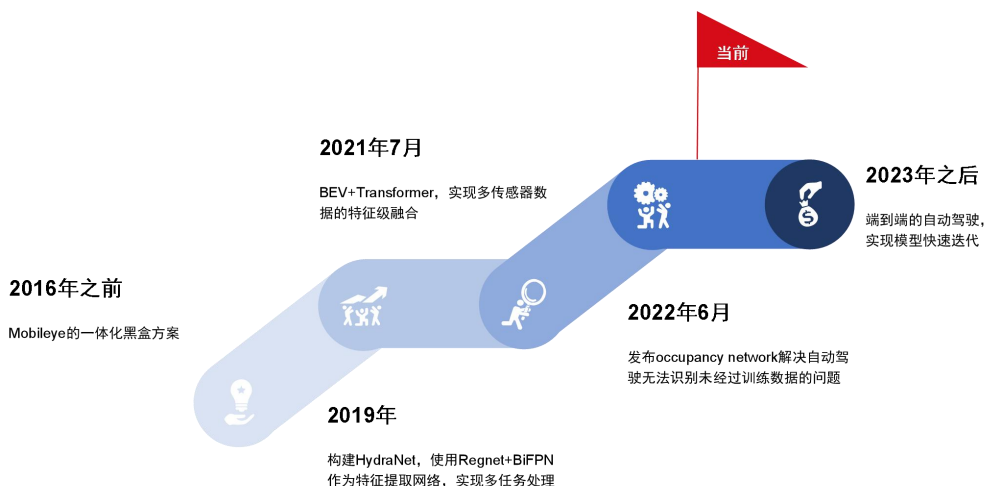 当前
2016年之前
Mobileye的一体化黑盒方案
2019年
构建HydraNet，使用Regnet+BiFPN
作为特征提取网络，实现多任务处理
2021年7月
BEV+Transformer，实现多传感器数
据的特征级融合
2022年6月
发布occupancy network解决自动驾
驶无法识别未经过训练数据的问题
2023年之后
端到端的自动驾驶，
实现模型快速迭代
$